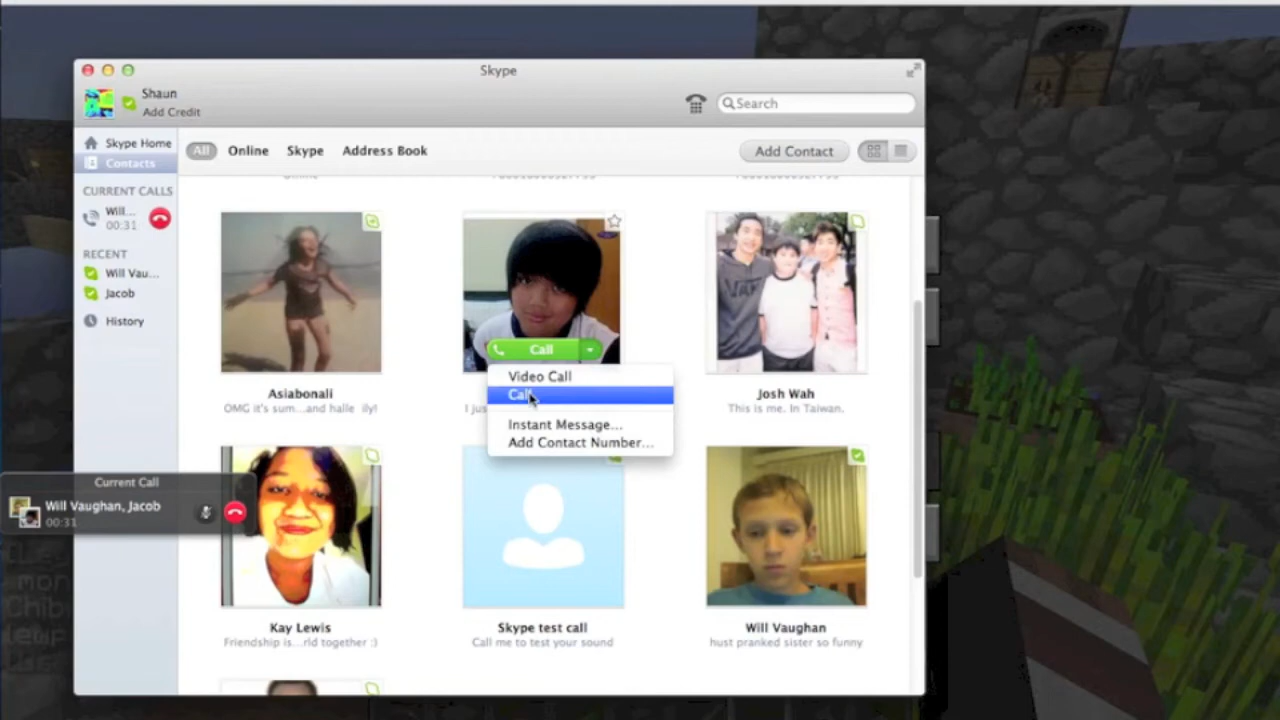 Skype
Shaun
Add Credit
Search
Skype Home
Contacts
All
Online
Skype
Address Book
Add Contact
CURRENT CALLS
Will...
00:31
RECENT
Will Vau...
Jacob
History
Call
Video Call
Call
Instant Message...
Add Contact Number...
Asiabonali
OMG it's sum...and halle ily!
I jus
Josh Wah
This is me. In Taiwan.
Current Call
Will Vaughan, Jacob
00:31
Kay Lewis
Friendship is...rld together :3
Skype test call
Call me to test your sound
Will Vaughan
hust pranked sister so funny